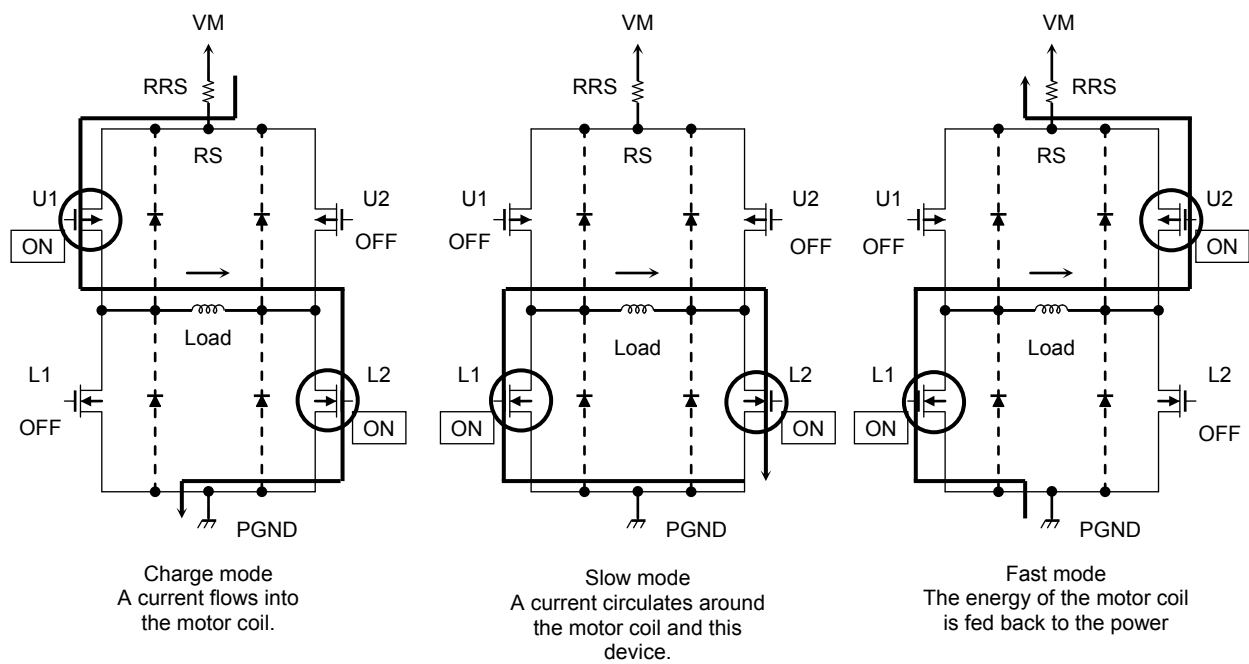 VM
RRS
RS
U1
ON
U2
OFF
Load
L1
OFF
L2
ON
PGND
Charge mode
A current flows into
the motor coil.
VM
RRS
RS
U1
OFF
U2
OFF
Load
L1
ON
L2
ON
PGND
Slow mode
A current circulates around
the motor coil and this
device.
VM
RRS
RS
U1
OFF
U2
ON
Load
L1
ON
L2
OFF
PGND
Fast mode
The energy of the motor coil
is fed back to the power